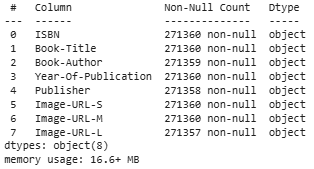 #   Column               Non-Null Count   Dtype
---  ------               --------------   -----
0   ISBN                 271360 non-null  object
1   Book-Title           271360 non-null  object
2   Book-Author          271359 non-null  object
3   Year-Of-Publication  271360 non-null  object
4   Publisher            271358 non-null  object
5   Image-URL-S          271360 non-null  object
6   Image-URL-M          271360 non-null  object
7   Image-URL-L          271357 non-null  object
dtypes: object(8)
memory usage: 16.6+ MB